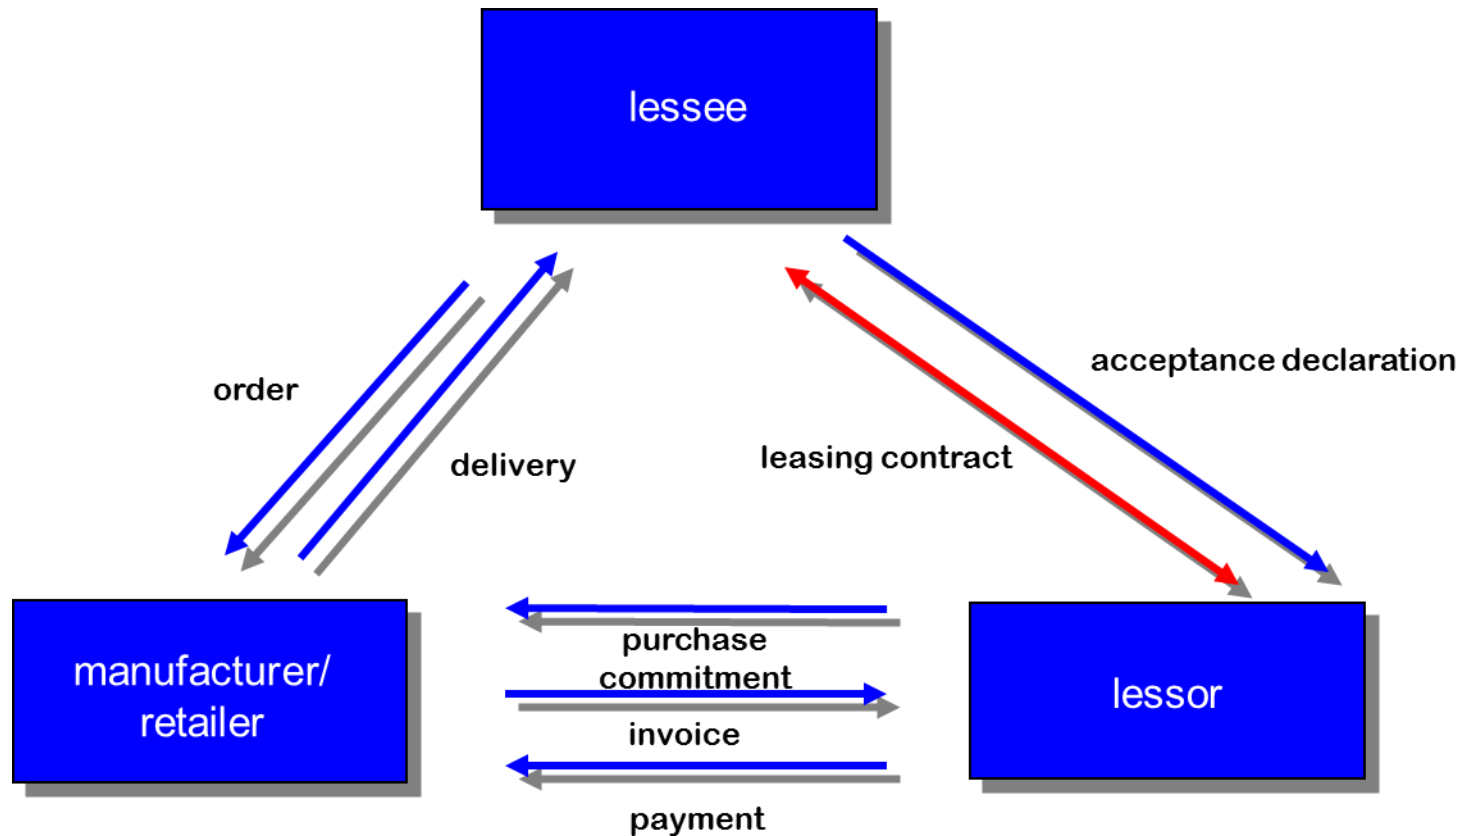 lessee
order
delivery
acceptance declaration
leasing contract
manufacturer/
retailer
purchase
commitment
invoice
payment
lessor